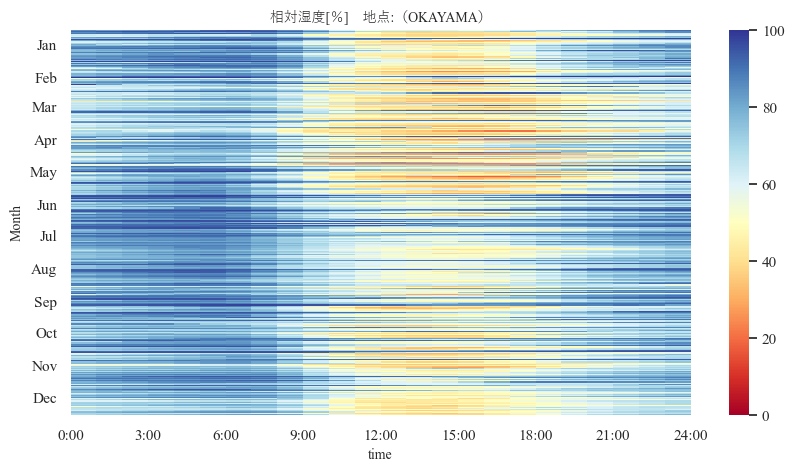 相対湿度[%] 地点:（OKAYAMA）
Month
Jan
Feb
Mar
Apr
May
Jun
Jul
Aug
Sep
Oct
Nov
Dec
0:00 3:00 6:00 9:00 12:00 15:00 18:00 21:00 24:00
time
100
80
60
40
20
0